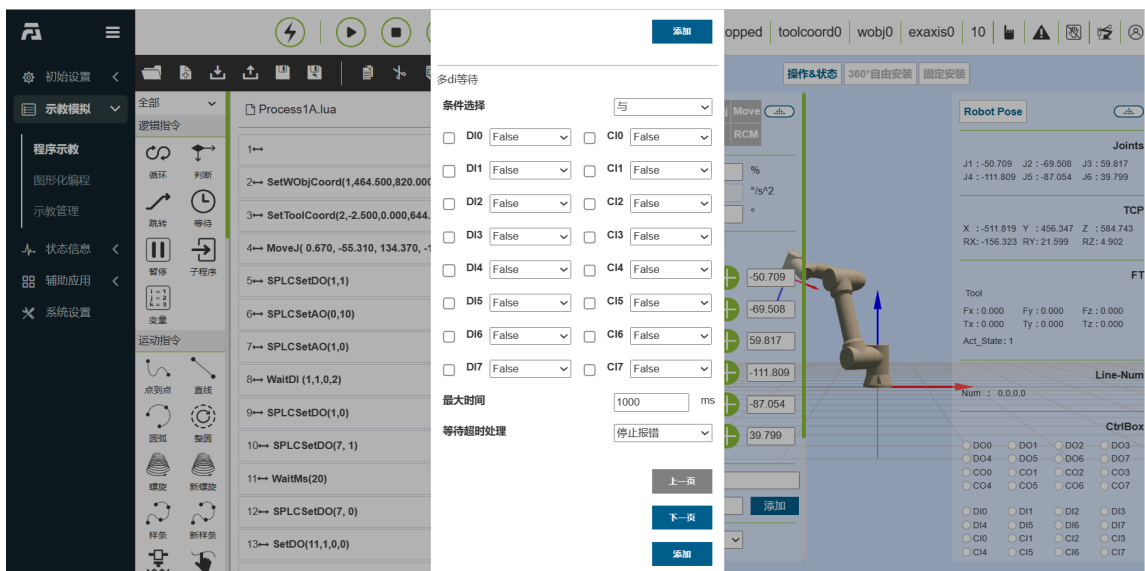 添加
opped toolcoord0 wobj0 exaxis0 10
初始设置
示教模拟
程序示教
图形化编程
示教管理
状态信息
辅助应用
系统设置
全部
逻辑指令
循环
判断
跳转
等待
暂停
子程序
i = 1
j = 2
k = 3
变量
运动指令
点到点
直线
圆弧
整圆
螺旋
新螺旋
样条
新样条
Process1A.lua
1
2 SetWObjCoord(1,464.500,820.000
3 SetToolCoord(2,-2.500,0.000,644.
4 MoveJ( 0.670, -55.310, 134.370, -1
5 SPLCSetDO(1,1)
6 SPLCSetAO(0,10)
7 SPLCSetAO(1,0)
8 WaitDI (1,1,0,2)
9 SPLCSetDO(1,0)
10 SPLCSetDO(7, 1)
11 WaitMs(20)
12 SPLCSetDO(7, 0)
13 SetDO(11,1,0,0)
多di等待
条件选择 与
DI0 False CI0 False
DI1 False CI1 False
DI2 False CI2 False
DI3 False CI3 False
DI4 False CI4 False
DI5 False CI5 False
DI6 False CI6 False
DI7 False CI7 False
最大时间 1000 ms
等待超时处理 停止报错
上一页
下一页
添加
操作&状态 360°自由安装 固定安装
Move
RCM
%
°/s^2
°
-50.709
-69.508
59.817
-111.809
-87.054
39.799
添加
Robot Pose
Joints
J1 : -50.709 J2 : -69.508 J3 : 59.817
J4 : -111.809 J5 : -87.054 J6 : 39.799
TCP
X : -511.819 Y : 456.347 Z : 584.743
RX: -156.323 RY: 21.599 RZ: 4.902
FT
Tool
Fx : 0.000 Fy : 0.000 Fz : 0.000
Tx : 0.000 Ty : 0.000 Tz : 0.000
Act_State: 1
Line-Num
Num : 0,0,0,0
CtrlBox
DO0 DO1 DO2 DO3
DO4 DO5 DO6 DO7
CO0 CO1 CO2 CO3
CO4 CO5 CO6 CO7
DI0 DI1 DI2 DI3
DI4 DI5 DI6 DI7
CI0 CI1 CI2 CI3
CI4 CI5 CI6 CI7